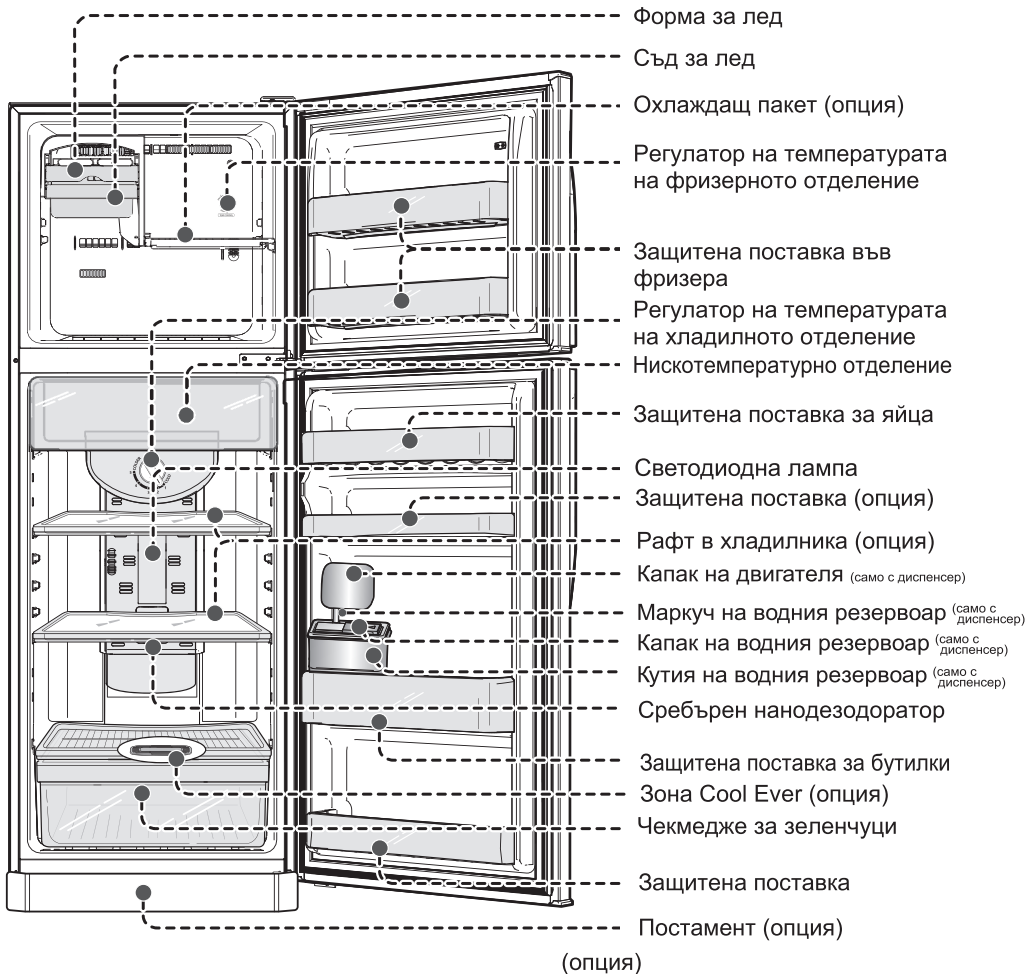 Форма за лед
Съд за лед
Охлаждащ пакет (опция)
Регулатор на температурата
на фризерното отделение
Защитена поставка във
фризера
Регулатор на температурата
на хладилното отделение
Нискотемпературно отделение
Защитена поставка за яйца
Светодиодна лампа
Защитена поставка (опция)
Рафт в хладилника (опция)
Капак на двигателя (само с диспенсер)
Маркуч на водния резервоар (само с
диспенсер)
Капак на водния резервоар (само с
диспенсер)
Кутия на водния резервоар (само с
диспенсер)
Сребърен нанодезодоратор
Защитена поставка за бутилки
Зона Cool Ever (опция)
Чекмедже за зеленчуци
Защитена поставка
Постамент (опция)
(опция)